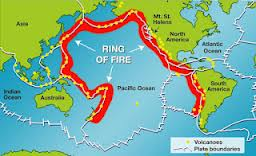 Asia
Mt. St.
Helens
North
America
RING
OF FIRE
Atlantic
Ocean
Indian
Ocean
Australia
Pacific Ocean
South
America
Volcanoes
Plate boundaries